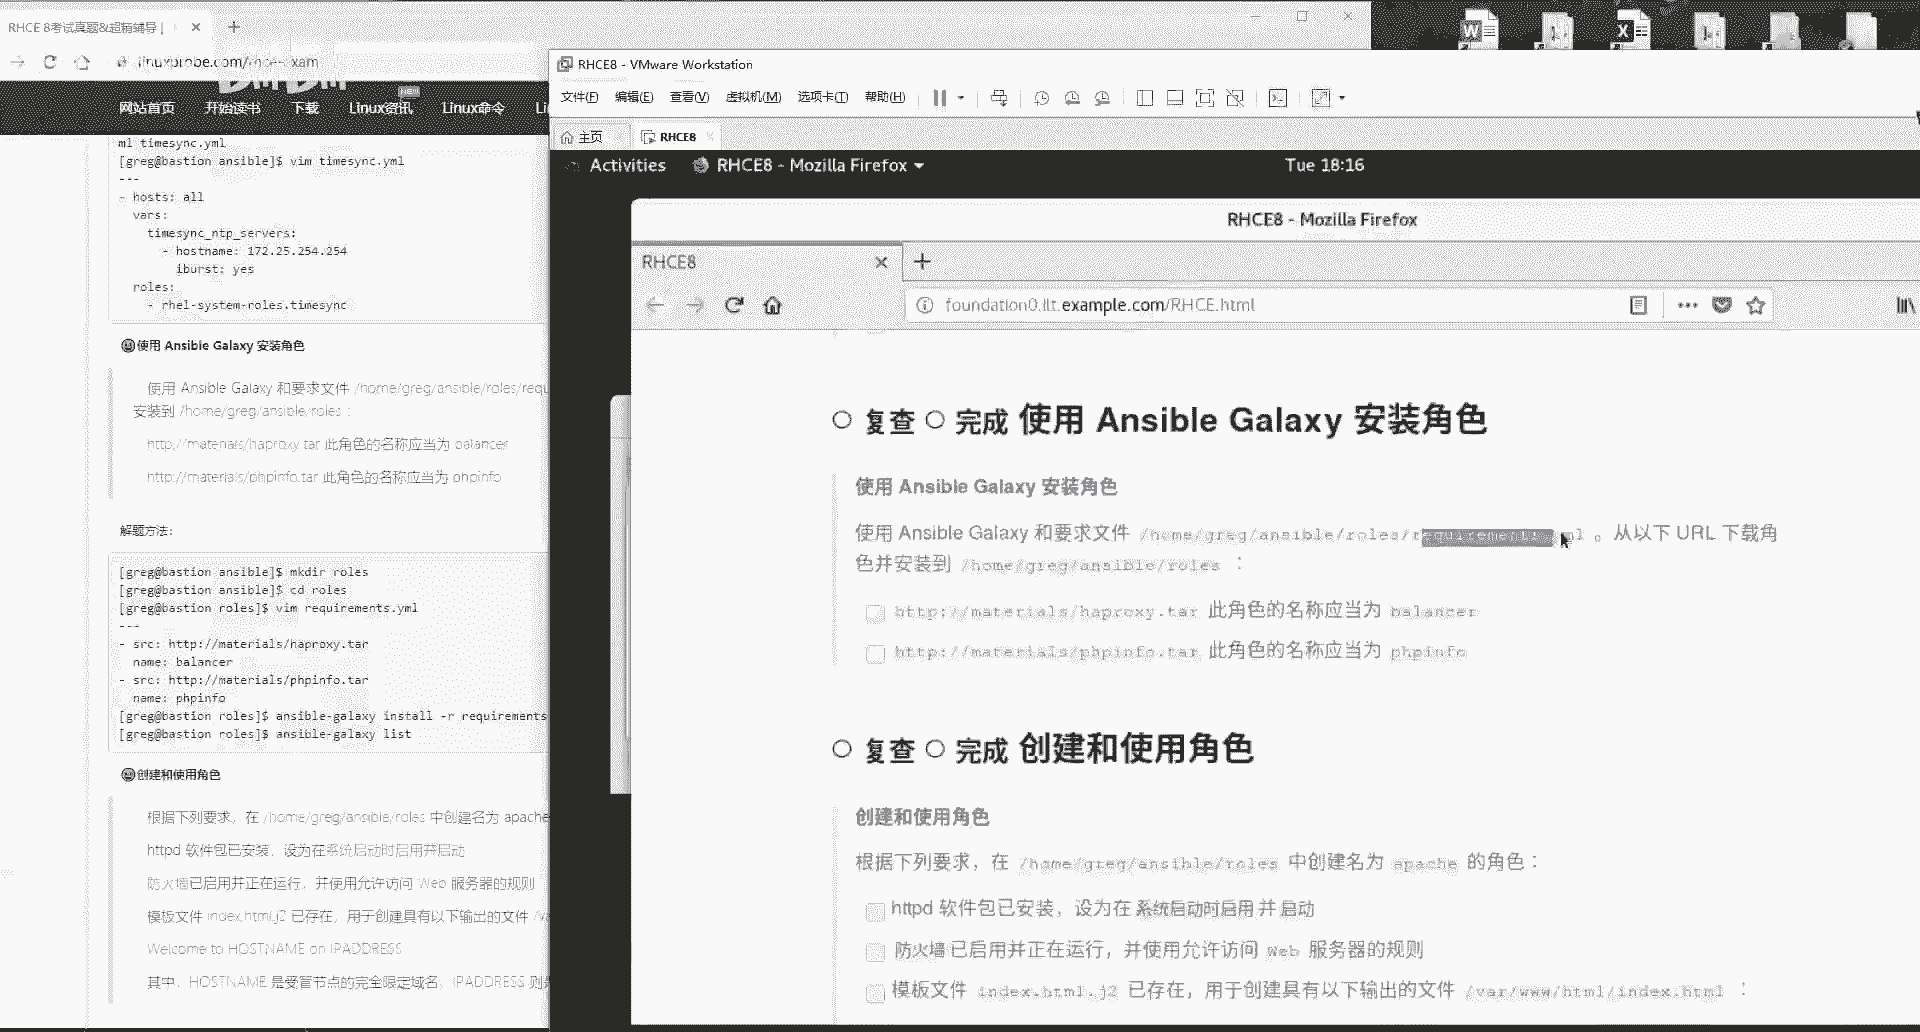 RHCE 8考试真题&超精辅导 |
linuxprobe.com/rhce-exam
网站首页 开始读书 下载 Linux资讯 Linux命令
NEW
ml timesync.yml
[greg@bastion ansible]$ vim timesync.yml
---
- hosts: all
vars:
timesync_ntp_servers:
- hostname: 172.25.254.254
iburst: yes
roles:
- rhel-system-roles.timesync
使用 Ansible Galaxy 安装角色
使用 Ansible Galaxy 和要求文件 /home/greg/ansible/roles/requ
安装到 /home/greg/ansible/roles :
http://materials/haproxy.tar 此角色的名称应当为 balancer
http://materials/phpinfo.tar 此角色的名称应当为 phpinfo
解题方法:
[greg@bastion ansible]$ mkdir roles
[greg@bastion ansible]$ cd roles
[greg@bastion roles]$ vim requirements.yml
---
- src: http://materials/haproxy.tar
name: balancer
- src: http://materials/phpinfo.tar
name: phpinfo
[greg@bastion roles]$ ansible-galaxy install -r requirements
[greg@bastion roles]$ ansible-galaxy list
创建和使用角色
根据下列要求，在 /home/greg/ansible/roles 中创建名为 apache
httpd 软件包已安装，设为在系统启动时启用并启动
防火墙已启用并正在运行，并使用允许访问 Web 服务器的规则
模板文件 index.html.j2 已存在，用于创建具有以下输出的文件
Welcome to HOSTNAME on IPADDRESS
其中，HOSTNAME 是受管节点的完全限定域名，IPADDRESS 则是
RHCE8 - VMware Workstation
文件(F) 编辑(E) 查看(V) 虚拟机(M) 选项卡(T) 帮助(H)
主页 RHCE8
Activities RHCE8 - Mozilla Firefox Tue 18:16
RHCE8 - Mozilla Firefox
RHCE8
foundation0.ilt.example.com/RHCE.html
复查 完成 使用 Ansible Galaxy 安装角色
使用 Ansible Galaxy 安装角色
使用 Ansible Galaxy 和要求文件 /home/greg/ansible/roles/requirements.yml 。从以下 URL 下载角
色并安装到 /home/greg/ansible/roles ：
http://materials/haproxy.tar 此角色的名称应当为 balancer
http://materials/phpinfo.tar 此角色的名称应当为 phpinfo
复查 完成 创建和使用角色
创建和使用角色
根据下列要求，在 /home/greg/ansible/roles 中创建名为 apache 的角色：
httpd 软件包已安装，设为在系统启动时启用并启动
防火墙已启用并正在运行，并使用允许访问 Web 服务器的规则
模板文件 index.html.j2 已存在，用于创建具有以下输出的文件 /var/www/html/index.html ：